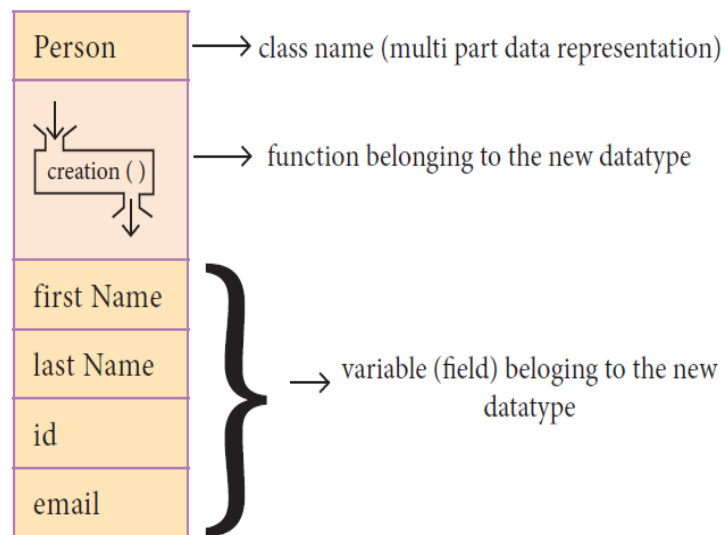 Person
class name (multi part data representation)
creation ( )
function belonging to the new datatype
first Name
last Name
id
email
variable (field) beloging to the new
datatype